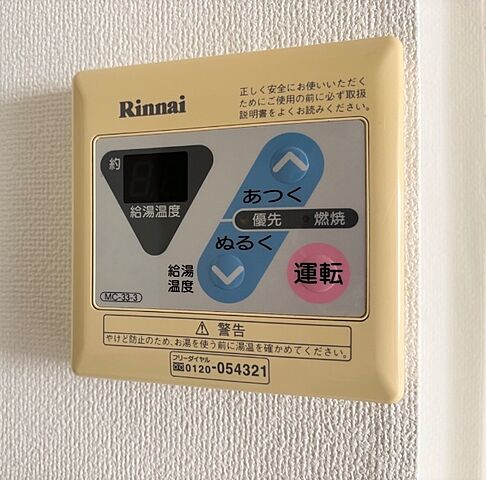 Rinnai
正しく安全にお使いいただく
ためにご使用の前に必ず取扱
説明書をよくお読みください。
約
給湯温度
あつく
優先 燃焼
ぬるく
給湯
温度
運転
MC-33-3
⚠ 警告
やけど防止のため、お湯を使う前に湯温を確かめてください。
フリーダイヤル
0120-054321